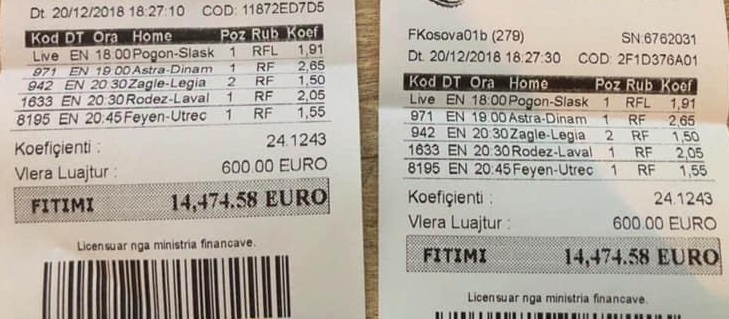 Dt. 20/12/2018 18:27:10 COD: 11872ED7D5
Kod DT Ora Home Poz Rub Koef
Live EN 18:00 Pogon-Slask 1 RFL 1,91
971 EN 19:00 Astra-Dinam 1 RF 2,65
942 EN 20:30 Zagle-Legia 2 RF 1,50
1633 EN 20:30 Rodez-Laval 1 RF 2,05
8195 EN 20:45 Feyen-Utrec 1 RF 1,55
Koefiçienti : 24.1243
Vlera Luajtur : 600.00 EURO
FITIMI 14,474.58 EURO
Licensuar nga ministria financave.
FKosova01b (279) SN:6762031
Dt. 20/12/2018 18:27:30 COD: 2F1D376A01
Kod DT Ora Home Poz Rub Koef
Live EN 18:00 Pogon-Slask 1 RFL 1,91
971 EN 19:00 Astra-Dinam 1 RF 2,65
942 EN 20:30 Zagle-Legia 2 RF 1,50
1633 EN 20:30 Rodez-Laval 1 RF 2,05
8195 EN 20:45 Feyen-Utrec 1 RF 1,55
Koefiçienti : 24.1243
Vlera Luajtur : 600.00 EURO
FITIMI 14,474.58 EURO
Licensuar nga ministria financave.